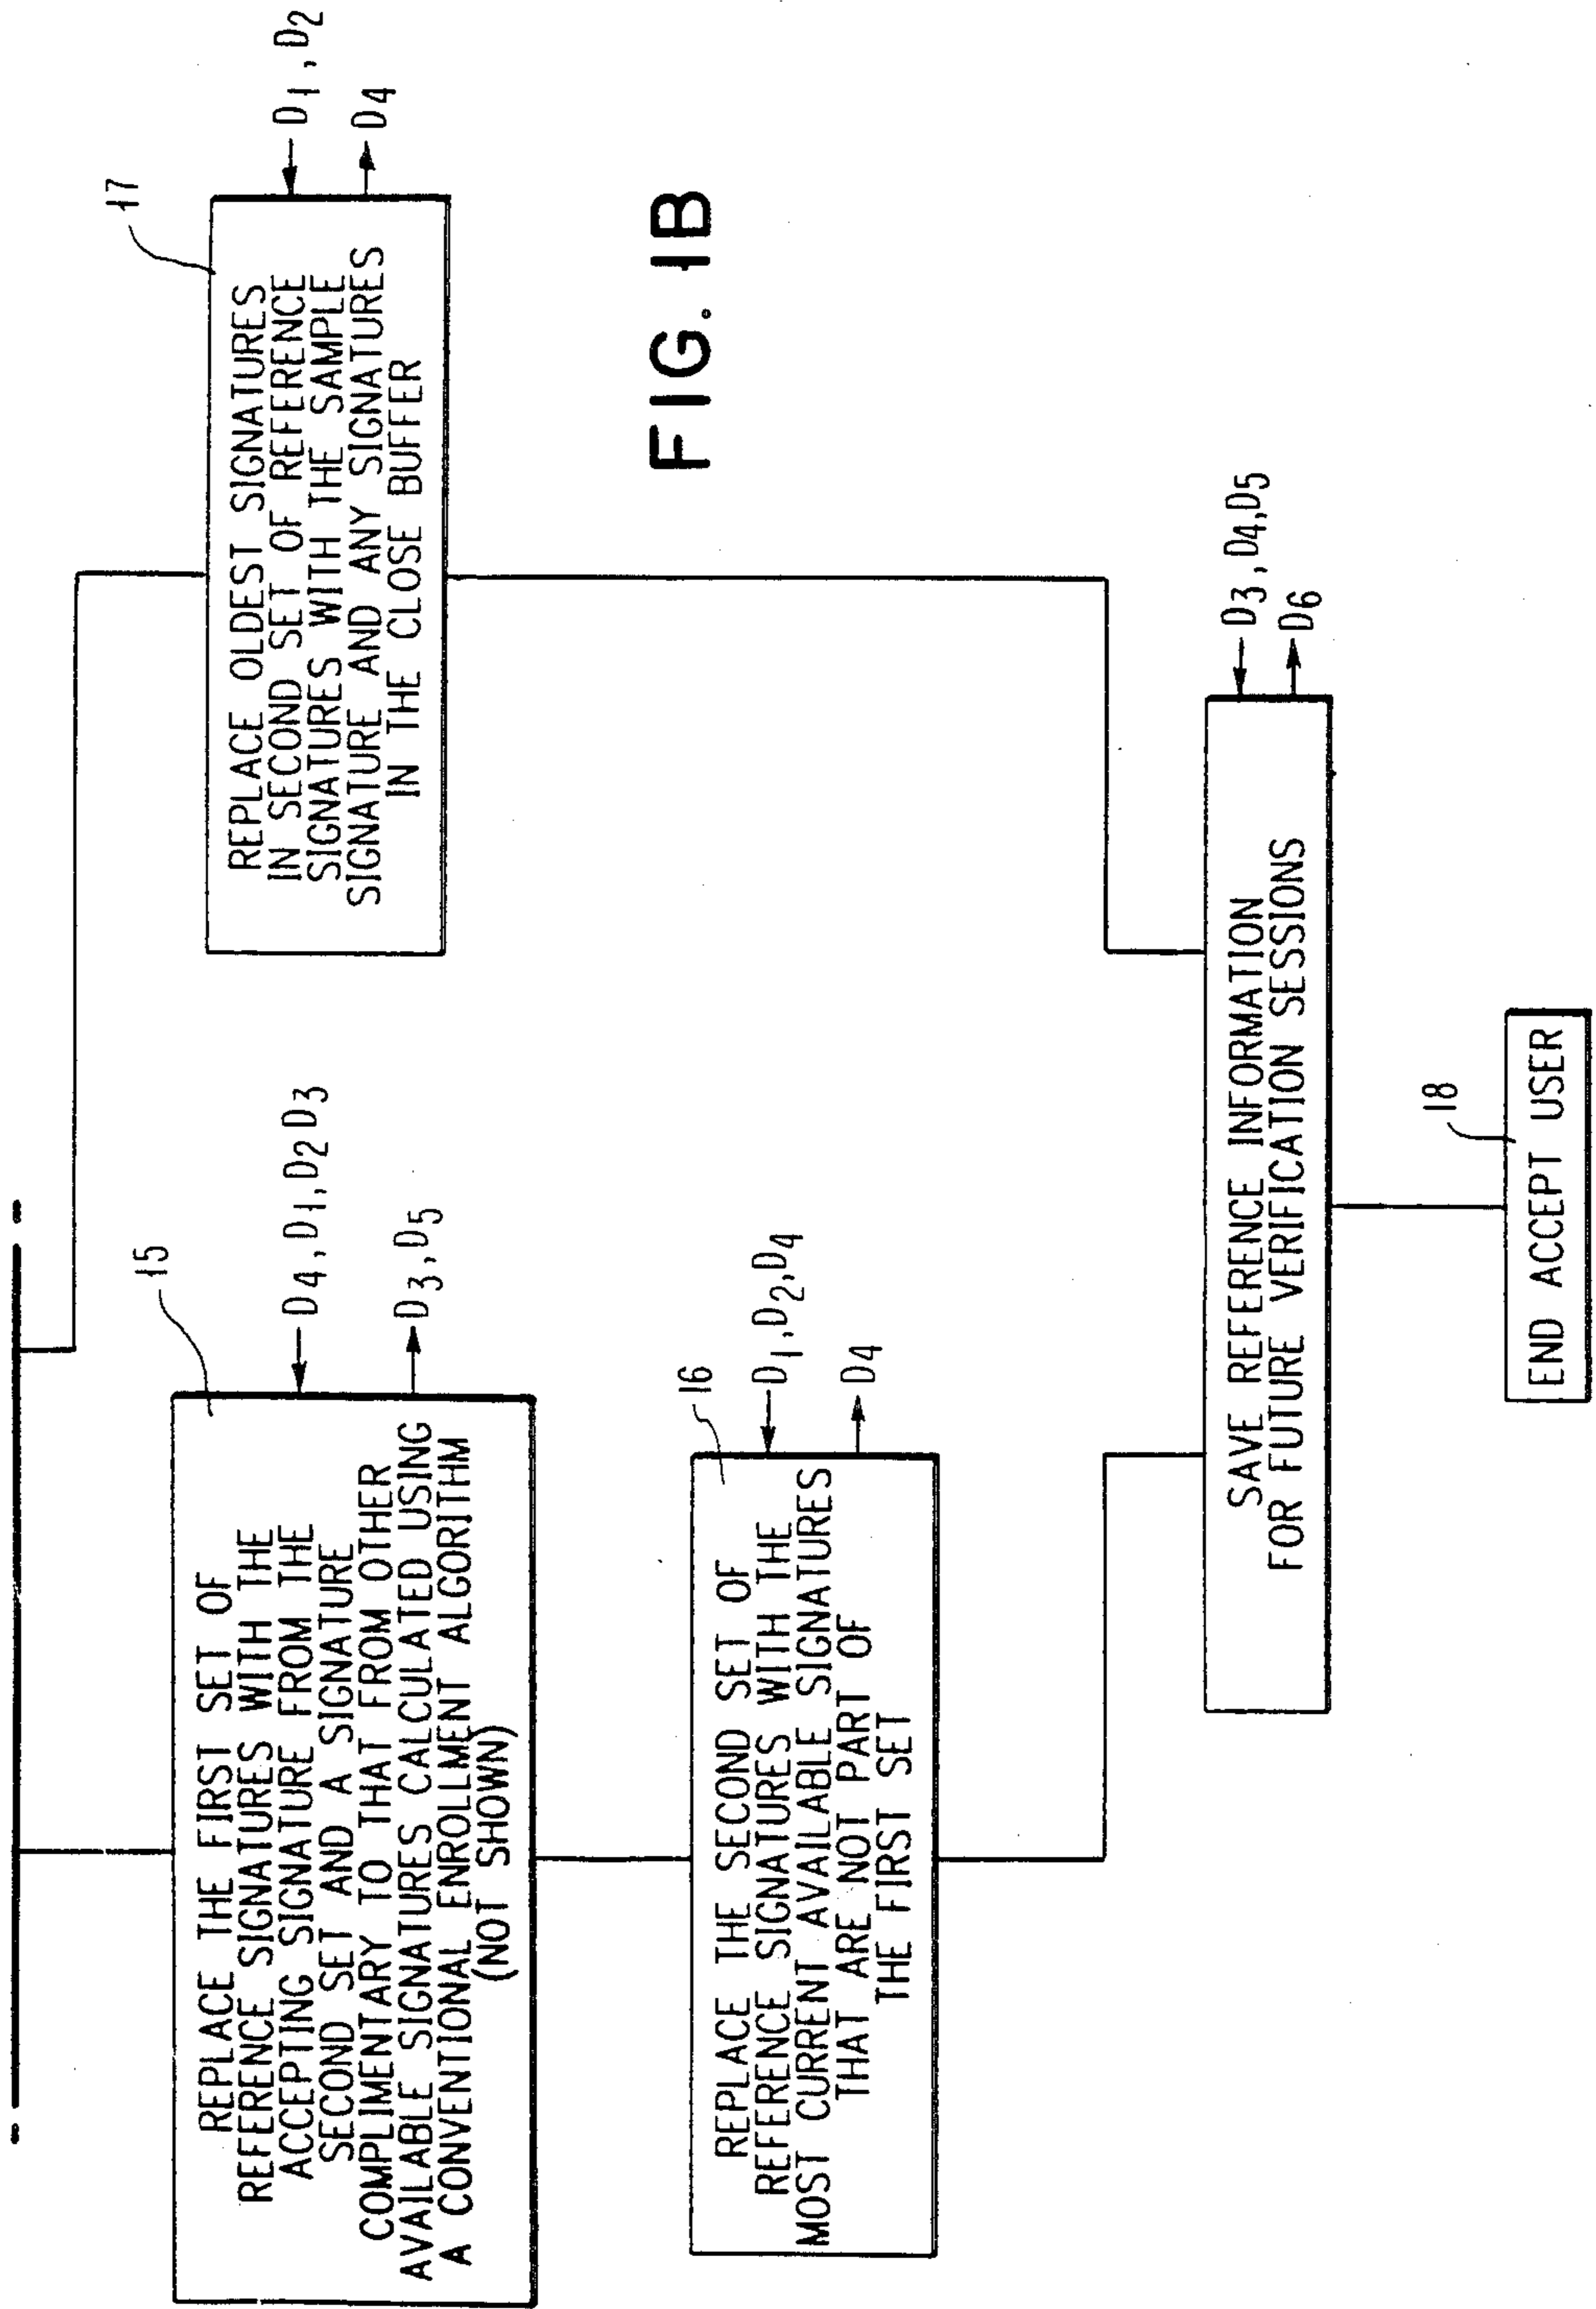 15
REPLACE THE FIRST SET OF
REFERENCE SIGNATURES WITH THE
ACCEPTING SIGNATURE FROM THE
SECOND SET AND A SIGNATURE
COMPLIMENTARY TO THAT FROM OTHER
AVAILABLE SIGNATURES CALCULATED USING
A CONVENTIONAL ENROLLMENT ALGORITHM
(NOT SHOWN)
D4, D1, D2 D3
D3, D5
17
REPLACE OLDEST SIGNATURES
IN SECOND SET OF REFERENCE
SIGNATURES WITH THE SAMPLE
SIGNATURE AND ANY SIGNATURES
IN THE CLOSE BUFFER
D1, D2
D4
16
REPLACE THE SECOND SET OF
REFERENCE SIGNATURES WITH THE
MOST CURRENT AVAILABLE SIGNATURES
THAT ARE NOT PART OF
THE FIRST SET
D1, D2, D4
D4
FIG. 1B
SAVE REFERENCE INFORMATION
FOR FUTURE VERIFICATION SESSIONS
D3, D4, D5
D6
18
END ACCEPT USER